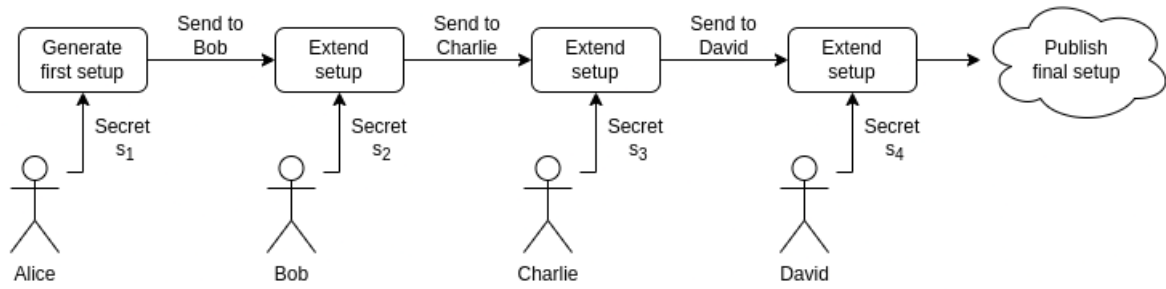 Generate
first setup
Send to
Bob
Extend
setup
Send to
Charlie
Extend
setup
Send to
David
Extend
setup
Publish
final setup
Secret
s1
Secret
s2
Secret
s3
Secret
s4
Alice
Bob
Charlie
David